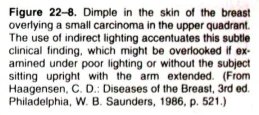 Figure 22–8. Dimple in the skin of the breast
overlying a small carcinoma in the upper quadrant.
The use of indirect lighting accentuates this subtle
clinical finding, which might be overlooked if ex-
amined under poor lighting or without the subject
sitting upright with the arm extended. (From
Haagensen, C. D.: Diseases of the Breast, 3rd ed.
Philadelphia, W. B. Saunders, 1986, p. 521.)